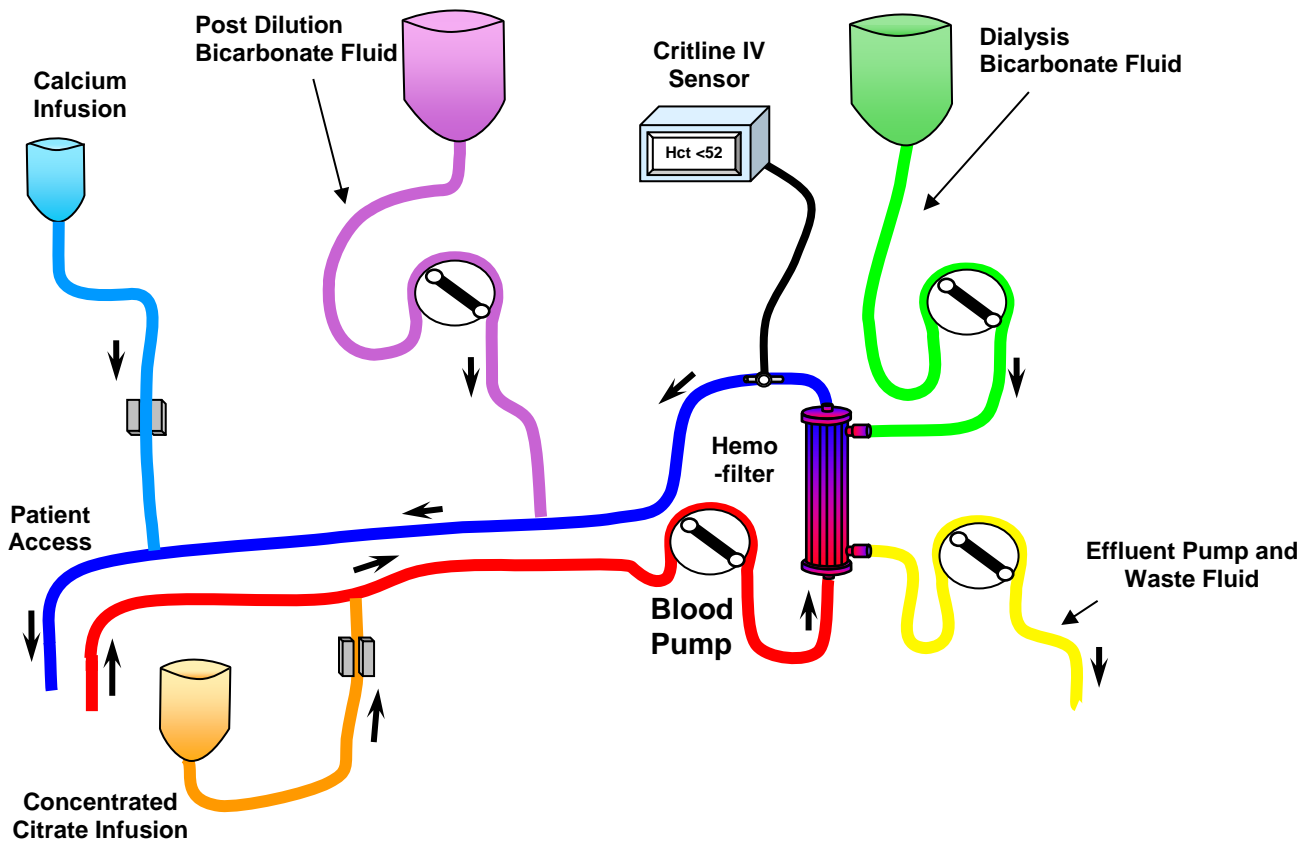 Post Dilution
Bicarbonate Fluid
Calcium
Infusion
Critline IV
Sensor
Hct <52
Dialysis
Bicarbonate Fluid
Hemo
-filter
Patient
Access
Blood
Pump
Effluent Pump and
Waste Fluid
Concentrated
Citrate Infusion